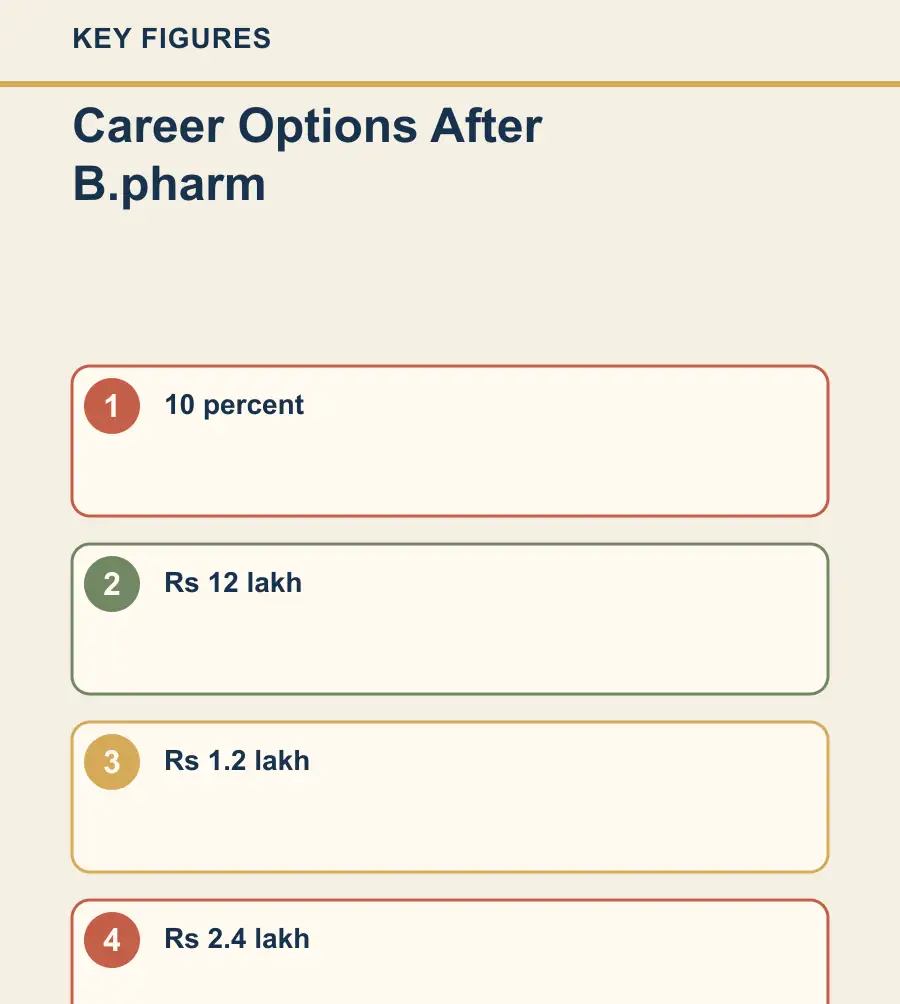 KEY FIGURES
Career Options After
B.pharm
1
10 percent
2
Rs 12 lakh
3
Rs 1.2 lakh
4
Rs 2.4 lakh